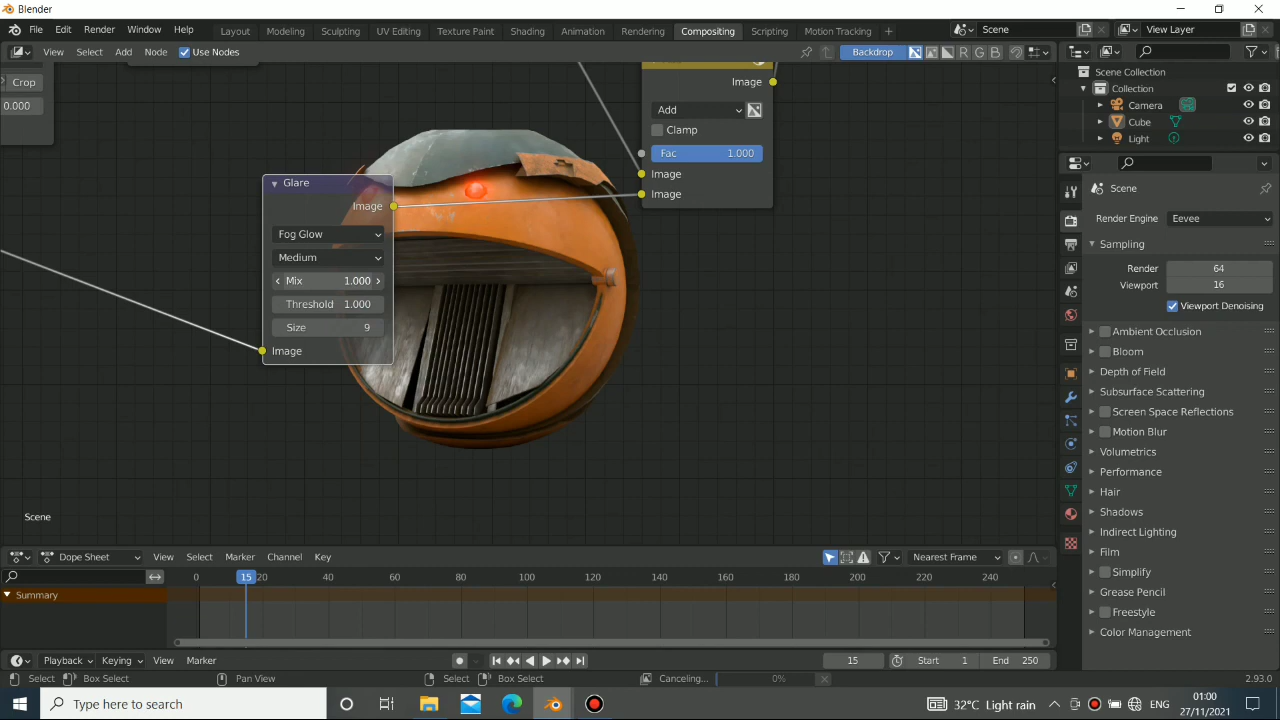 Blender
File Edit Render Window Help Layout Modeling Sculpting UV Editing Texture Paint Shading Animation Rendering Compositing Scripting Motion Tracking + Scene View Layer
View Select Add Node Use Nodes Backdrop R G B
Crop
0.000
Image
Add
Clamp
Fac 1.000
Image
Image
Glare
Image
Fog Glow
Medium
Mix 1.000
Threshold 1.000
Size 9
Image
Scene
Scene Collection
Collection
Camera
Cube
Light
Scene
Render Engine Eevee
Sampling
Render 64
Viewport 16
Viewport Denoising
Ambient Occlusion
Bloom
Depth of Field
Subsurface Scattering
Screen Space Reflections
Motion Blur
Volumetrics
Performance
Hair
Shadows
Indirect Lighting
Film
Simplify
Grease Pencil
Freestyle
Color Management
Dope Sheet View Select Marker Channel Key Nearest Frame
0 15 20 40 60 80 100 120 140 160 180 200 220 240
Summary
Playback Keying View Marker 15 Start 1 End 250
Select Box Select Pan View Select Box Select Canceling... 0% 2.93.0
Type here to search 32°C Light rain ENG 01:00
27/11/2021